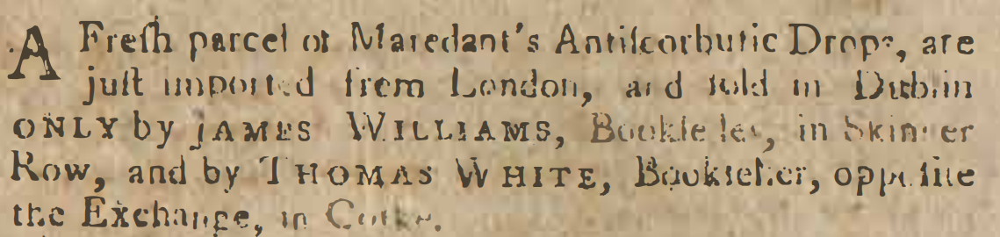 A Freſh parcel of Maredant's Antiſcorbutic Drops, are
juſt imported from London, and ſold in Dublin
ONLY by JAMES WILLIAMS, Bookſeller, in Skinner
Row, and by THOMAS WHITE, Bookſeller, oppoſite
the Exchange, in Corke.